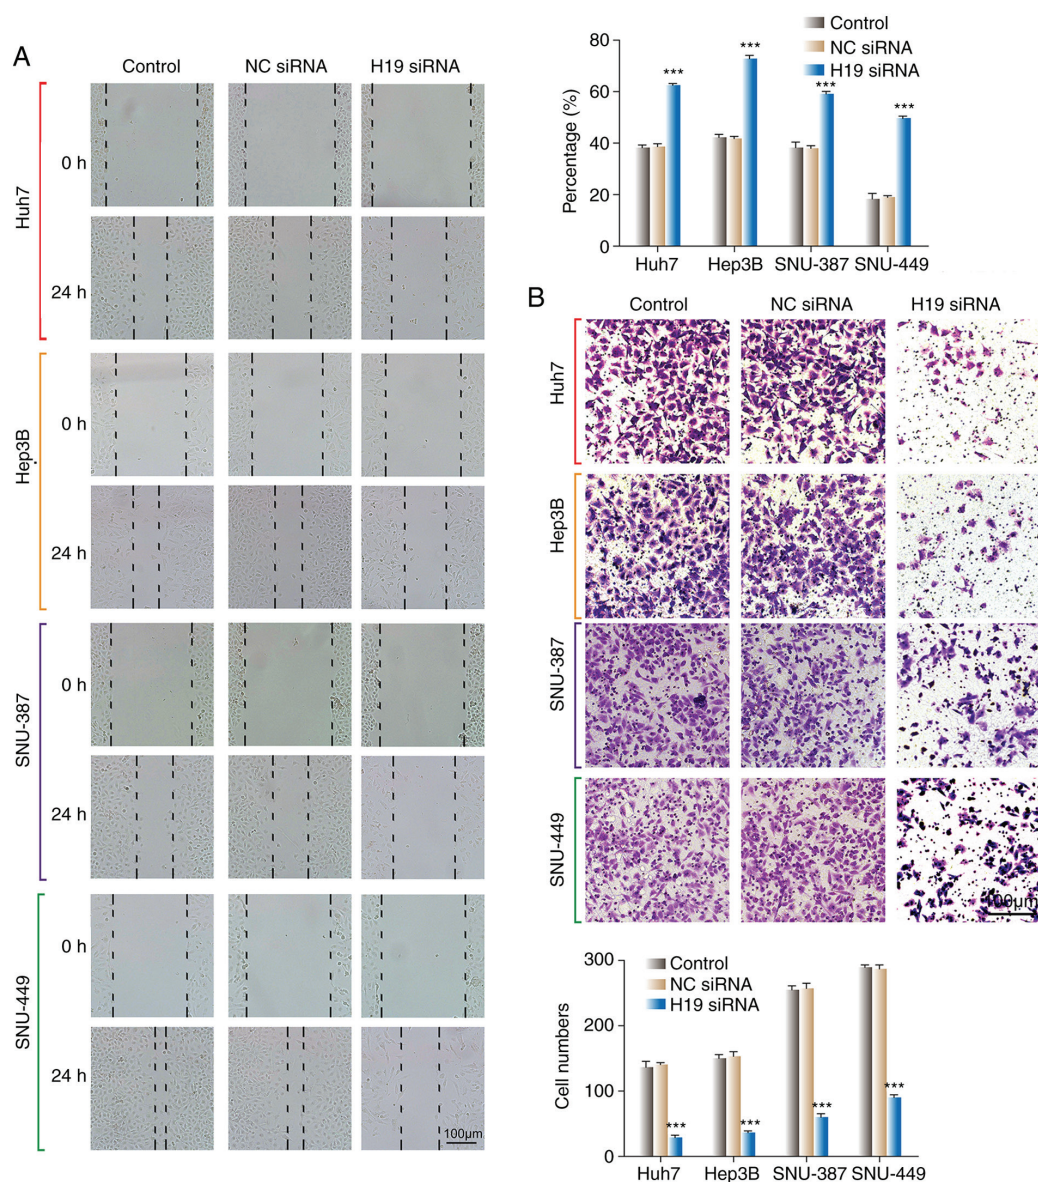 A
Control NC siRNA H19 siRNA
Huh7
0 h
24 h
Hep3B
0 h
24 h
SNU-387
0 h
24 h
SNU-449
0 h
24 h
100µm
Control
NC siRNA
H19 siRNA
Percentage (%)
80
60
40
20
0
*** *** *** ***
Huh7 Hep3B SNU-387 SNU-449
B
Control NC siRNA H19 siRNA
Huh7
Hep3B
SNU-387
SNU-449
100µm
Control
NC siRNA
H19 siRNA
Cell numbers
300
200
100
0
*** *** *** ***
Huh7 Hep3B SNU-387 SNU-449